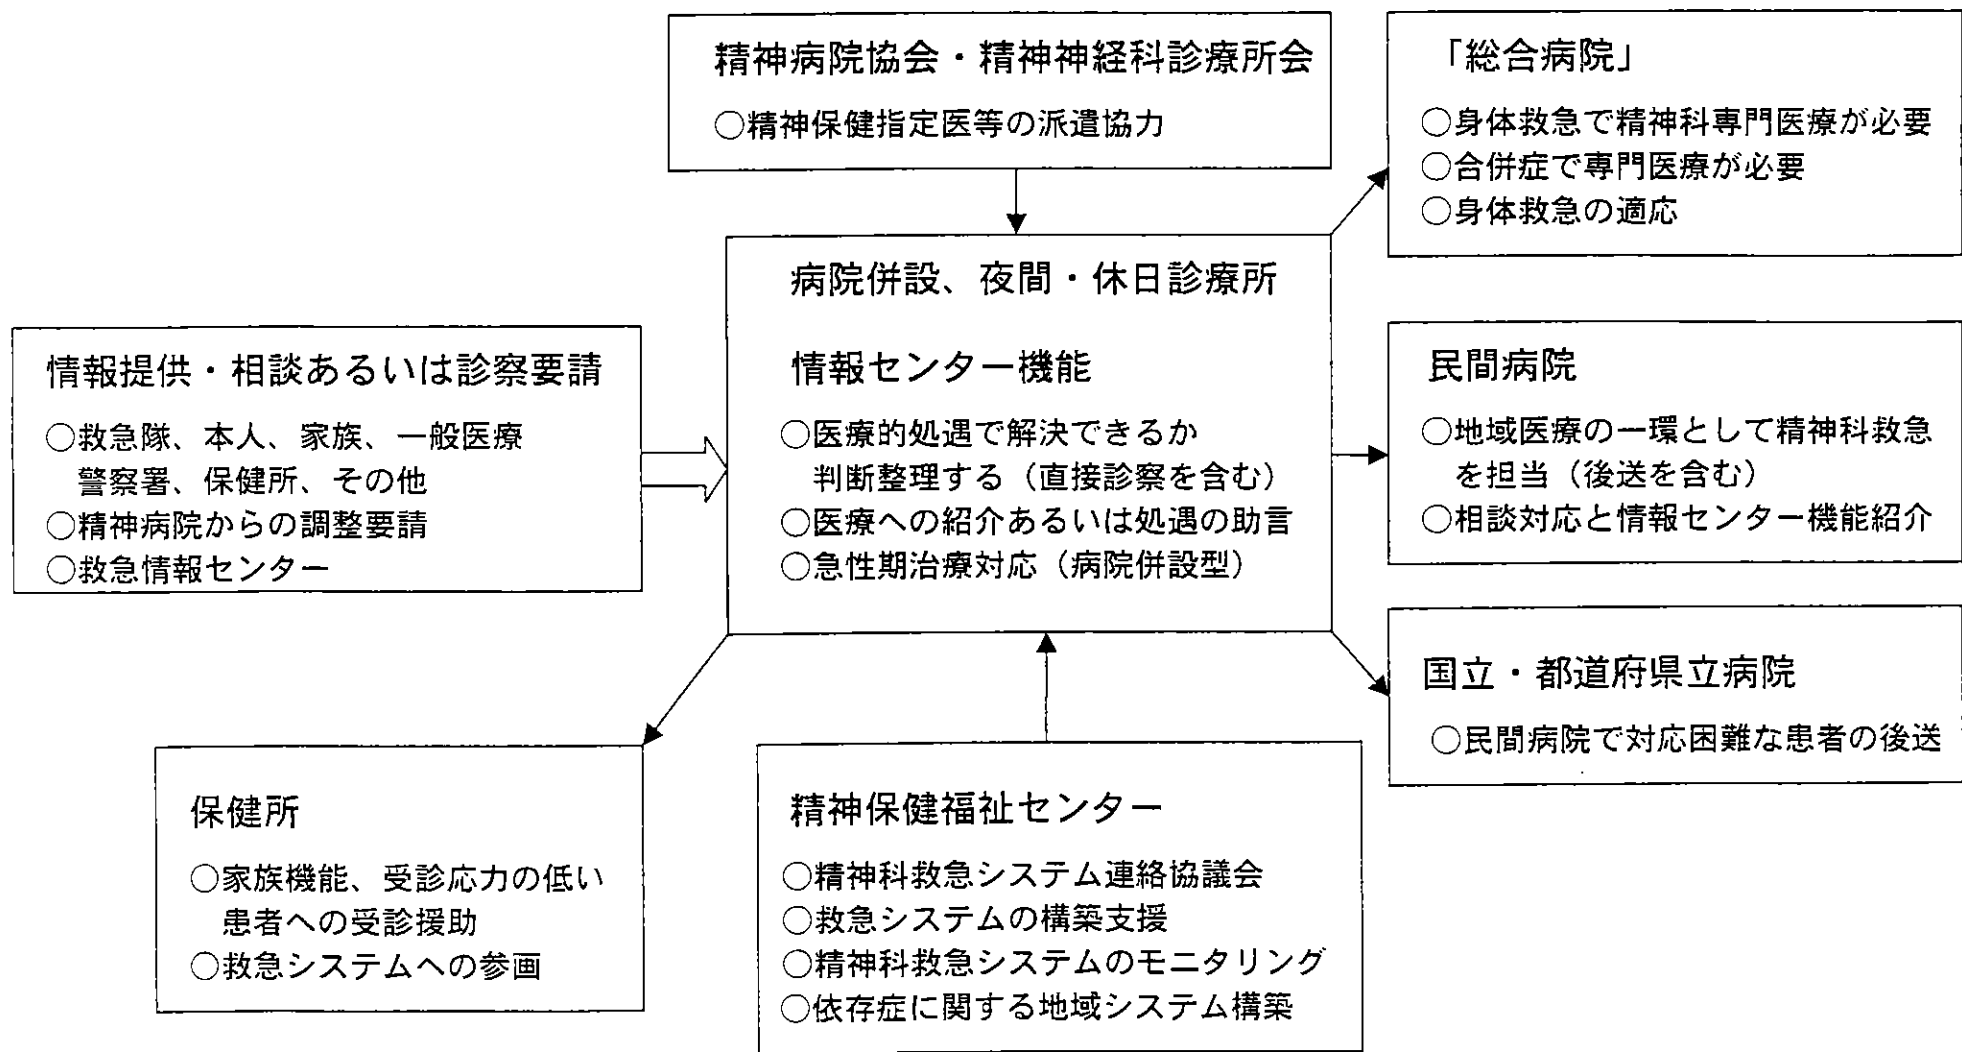 精神病院協会・精神神経科診療所会
○精神保健指定医等の派遣協力
「総合病院」
○身体救急で精神科専門医療が必要
○合併症で専門医療が必要
○身体救急の適応
情報提供・相談あるいは診察要請
○救急隊、本人、家族、一般医療
警察署、保健所、その他
○精神病院からの調整要請
○救急情報センター
病院併設、夜間・休日診療所
情報センター機能
○医療的処遇で解決できるか
判断整理する（直接診察を含む）
○医療への紹介あるいは処遇の助言
○急性期治療対応（病院併設型）
民間病院
○地域医療の一環として精神科救急
を担当（後送を含む）
○相談対応と情報センター機能紹介
国立・都道府県立病院
○民間病院で対応困難な患者の後送
保健所
○家族機能、受診応力の低い
患者への受診援助
○救急システムへの参画
精神保健福祉センター
○精神科救急システム連絡協議会
○救急システムの構築支援
○精神科救急システムのモニタリング
○依存症に関する地域システム構築